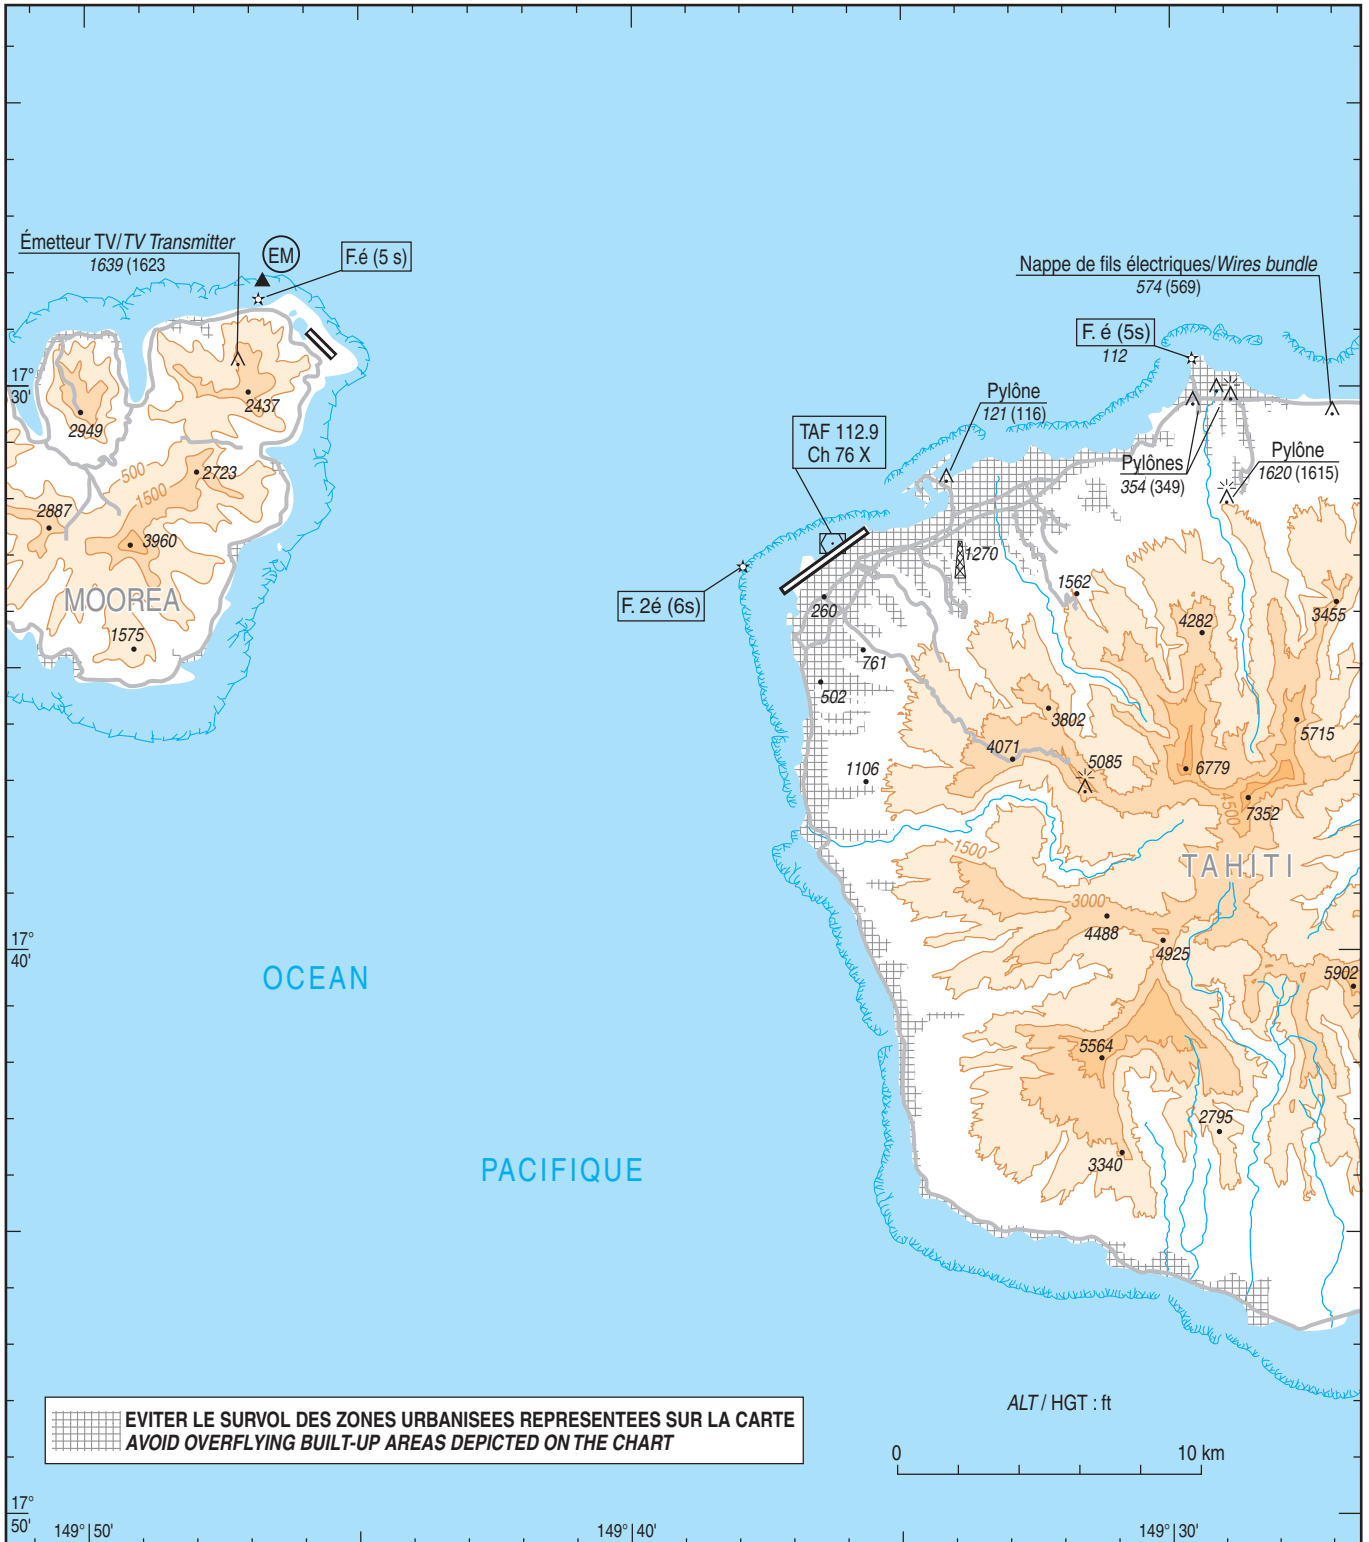 Émetteur TV/TV Transmitter
1639 (1623
EM
F.é (5 s)
Nappe de fils électriques/Wires bundle
574 (569)
F. é (5s)
112
17°
30'
2437
2949
Pylône
121 (116)
TAF 112.9
Ch 76 X
Pylônes
354 (349)
Pylône
1620 (1615)
500
2723
1500
2887
3960
1270
MOOREA
F. 2é (6s)
260
1562
4282
3455
1575
761
502
3802
5715
4071
5085
1106
6779
4500
7352
1500
TAHITI
3000
4488
4925
17°
40'
OCEAN
5902
5564
2795
3340
PACIFIQUE
ALT / HGT : ft
EVITER LE SURVOL DES ZONES URBANISEES REPRESENTEES SUR LA CARTE
AVOID OVERFLYING BUILT-UP AREAS DEPICTED ON THE CHART
0 10 km
17°
50'
149° 50'
149° 40'
149° 30'